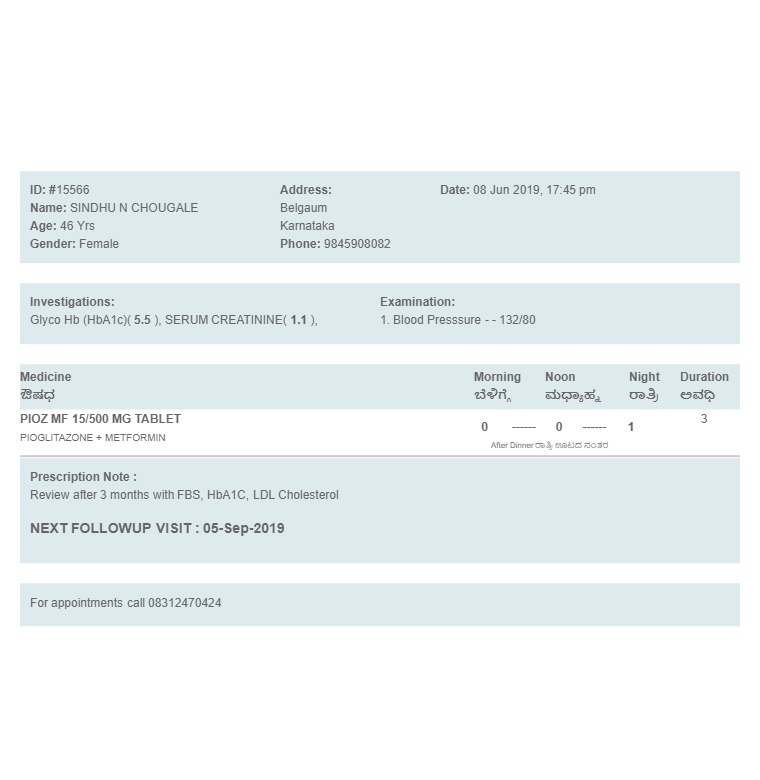 ID: #15566
Name: SINDHU N CHOUGALE
Age: 46 Yrs
Gender: Female
Address:
Belgaum
Karnataka
Phone: 9845908082
Date: 08 Jun 2019, 17:45 pm
Investigations:
Glyco Hb (HbA1c)( 5.5 ), SERUM CREATININE( 1.1 ),
Examination:
1. Blood Presssure - - 132/80
Medicine Morning Noon Night Duration
ಔಷಧ ಬೆಳಿಗ್ಗೆ ಮಧ್ಯಾಹ್ನ ರಾತ್ರಿ ಅವಧಿ
PIOZ MF 15/500 MG TABLET 3
0 ------ 0 ------ 1
PIOGLITAZONE + METFORMIN
After Dinner ರಾತ್ರಿ ಊಟದ ನಂತರ
Prescription Note :
Review after 3 months with FBS, HbA1C, LDL Cholesterol
NEXT FOLLOWUP VISIT : 05-Sep-2019
For appointments call 08312470424